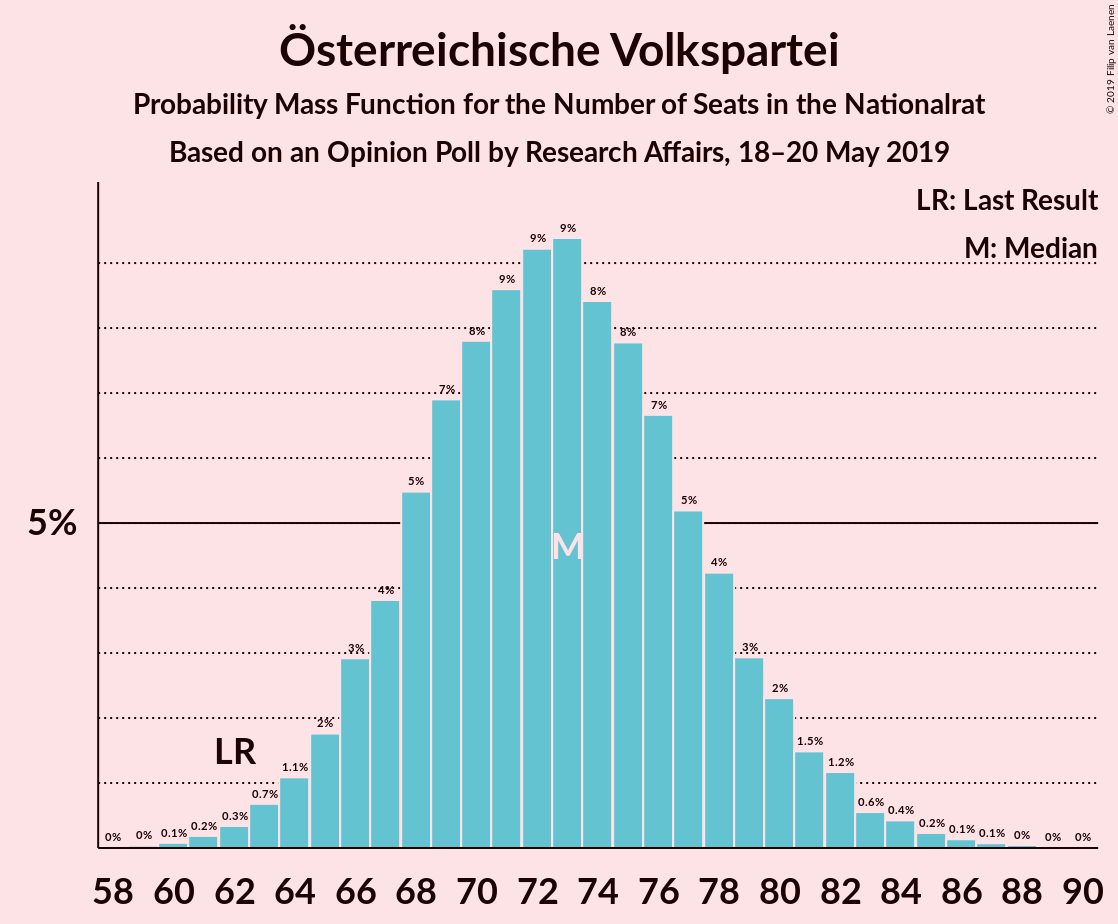 Österreichische Volkspartei
Probability Mass Function for the Number of Seats in the Nationalrat
Based on an Opinion Poll by Research Affairs, 18–20 May 2019
© 2019 Filip van Laenen
LR: Last Result
M: Median
5%
LR
M
0% 0% 0.1% 0.2% 0.3% 0.7% 1.1% 2% 3% 4% 5% 7% 8% 9% 9% 9% 8% 8% 7% 5% 4% 3% 2% 1.5% 1.2% 0.6% 0.4% 0.2% 0.1% 0.1% 0% 0% 0%
58 60 62 64 66 68 70 72 74 76 78 80 82 84 86 88 90